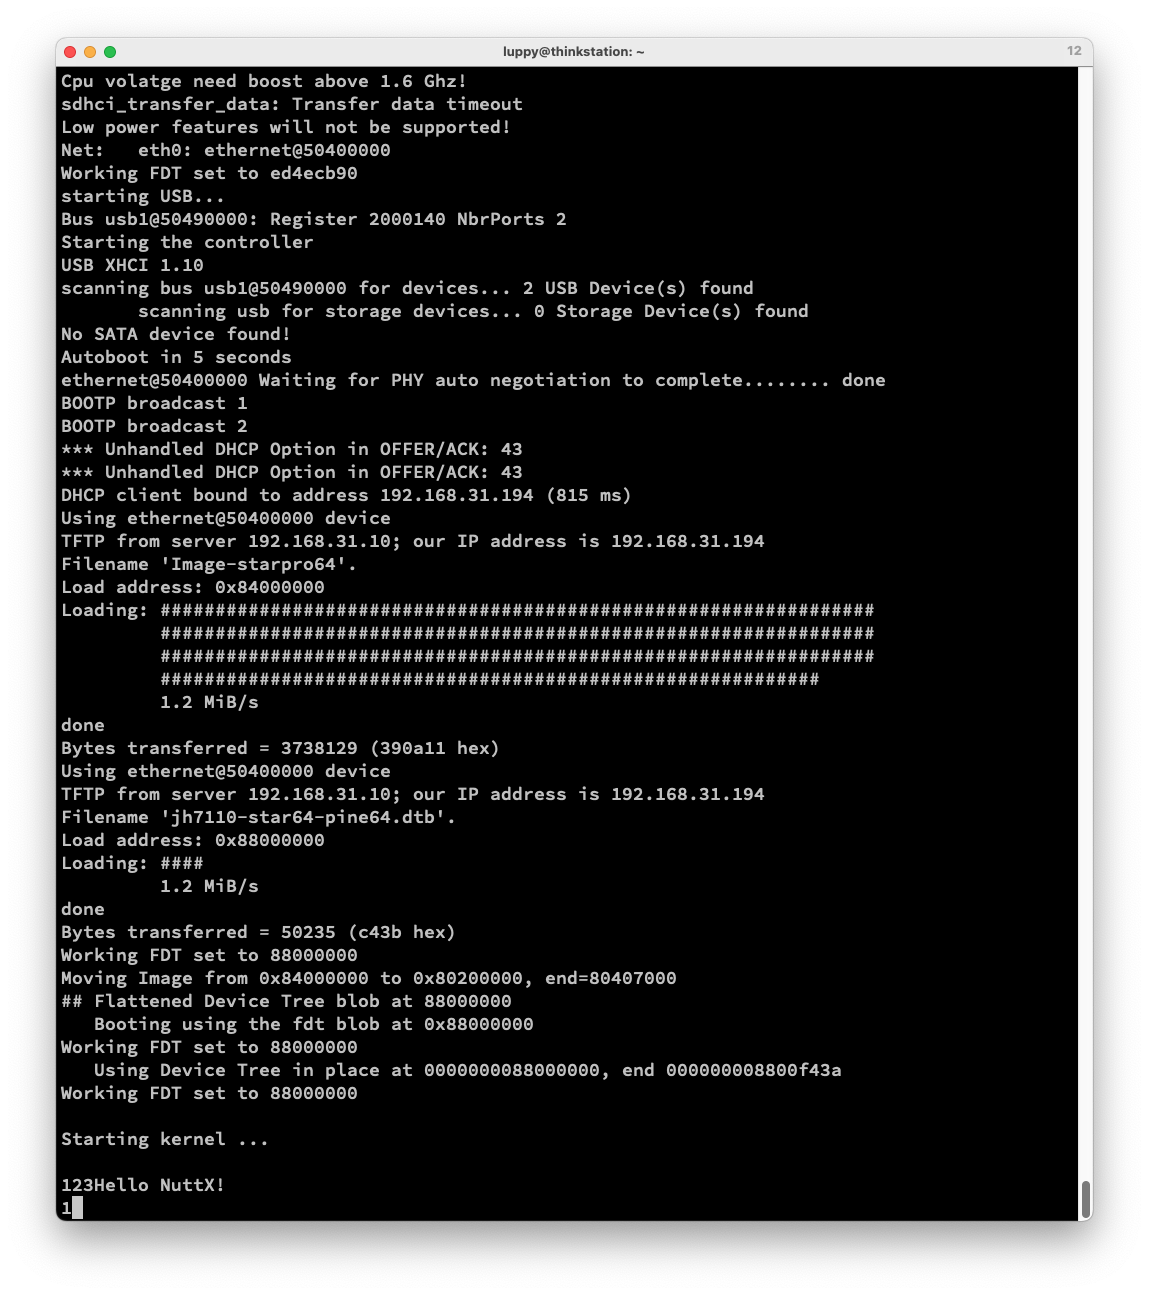 luppy@thinkstation: ~
12
Cpu volatge need boost above 1.6 Ghz!
sdhci_transfer_data: Transfer data timeout
Low power features will not be supported!
Net:   eth0: ethernet@50400000
Working FDT set to ed4ecb90
starting USB...
Bus usb1@50490000: Register 2000140 NbrPorts 2
Starting the controller
USB XHCI 1.10
scanning bus usb1@50490000 for devices... 2 USB Device(s) found
       scanning usb for storage devices... 0 Storage Device(s) found
No SATA device found!
Autoboot in 5 seconds
ethernet@50400000 Waiting for PHY auto negotiation to complete........ done
BOOTP broadcast 1
BOOTP broadcast 2
*** Unhandled DHCP Option in OFFER/ACK: 43
*** Unhandled DHCP Option in OFFER/ACK: 43
DHCP client bound to address 192.168.31.194 (815 ms)
Using ethernet@50400000 device
TFTP from server 192.168.31.10; our IP address is 192.168.31.194
Filename 'Image-starpro64'.
Load address: 0x84000000
Loading: #################################################################
         #################################################################
         #################################################################
         ############################################################
         1.2 MiB/s
done
Bytes transferred = 3738129 (390a11 hex)
Using ethernet@50400000 device
TFTP from server 192.168.31.10; our IP address is 192.168.31.194
Filename 'jh7110-star64-pine64.dtb'.
Load address: 0x88000000
Loading: ####
         1.2 MiB/s
done
Bytes transferred = 50235 (c43b hex)
Working FDT set to 88000000
Moving Image from 0x84000000 to 0x80200000, end=80407000
## Flattened Device Tree blob at 88000000
   Booting using the fdt blob at 0x88000000
Working FDT set to 88000000
   Using Device Tree in place at 0000000088000000, end 000000008800f43a
Working FDT set to 88000000
Starting kernel ...
123Hello NuttX!
1